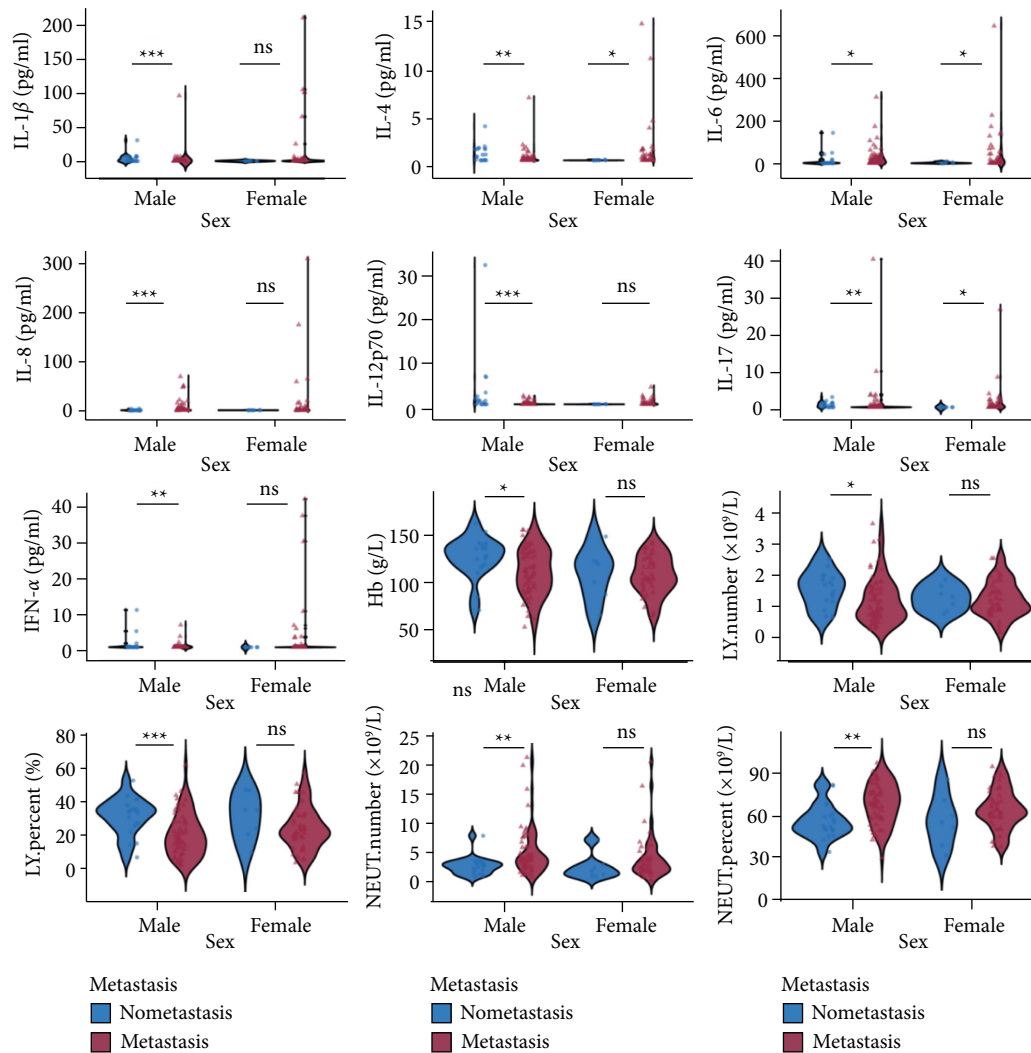 IL-1β (pg/ml)
200
150
100
50
0
***
ns
Male
Female
Sex
IL-4 (pg/ml)
15
10
5
0
**
*
Male
Female
Sex
IL-6 (pg/ml)
600
400
200
0
*
*
Male
Female
Sex
IL-8 (pg/ml)
300
200
100
0
***
ns
Male
Female
Sex
IL-12p70 (pg/ml)
30
20
10
0
***
ns
Male
Female
Sex
IL-17 (pg/ml)
40
30
20
10
0
**
*
Male
Female
Sex
IFN-α (pg/ml)
40
30
20
10
0
**
ns
Male
Female
Sex
Hb (g/L)
150
100
50
*
ns
Male
Female
Sex
ns
LY.number (×10⁹/L)
4
3
2
1
0
*
ns
Male
Female
Sex
LY.percent (%)
80
60
40
20
0
***
ns
Male
Female
Sex
NEUT.number (×10⁹/L)
25
20
15
10
5
0
**
ns
Male
Female
Sex
NEUT.percent (×10⁹/L)
90
60
30
0
**
ns
Male
Female
Sex
Metastasis
Nometastasis
Metastasis
Metastasis
Nometastasis
Metastasis
Metastasis
Nometastasis
Metastasis